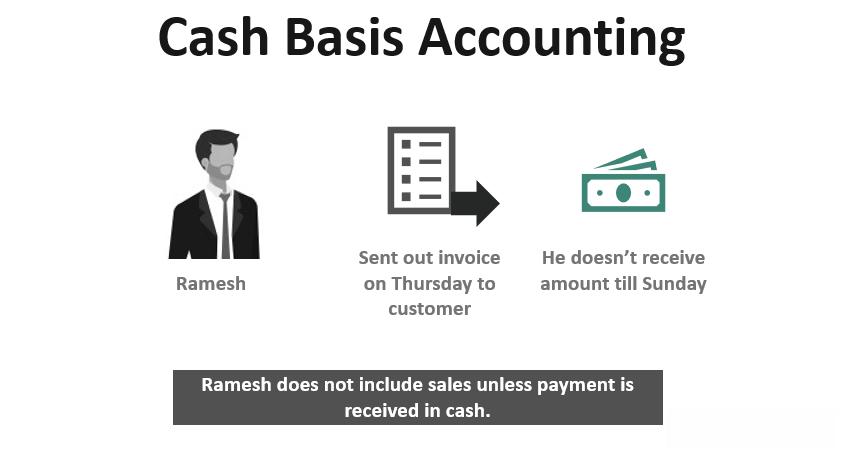 Cash Basis Accounting
Ramesh
Sent out invoice
on Thursday to
customer
He doesn’t receive
amount till Sunday
Ramesh does not include sales unless payment is
received in cash.